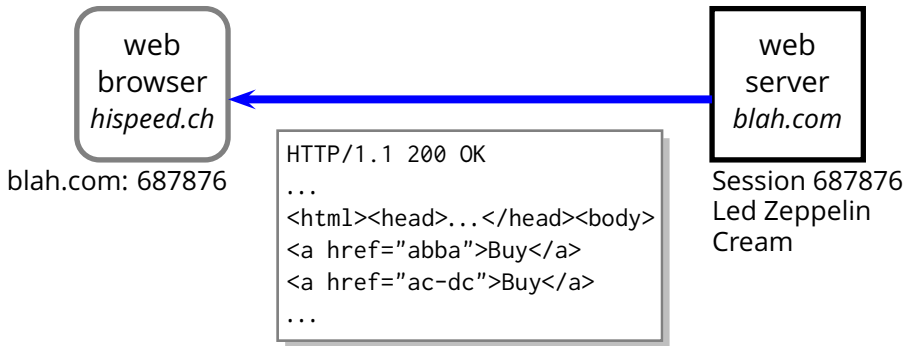 web
browser
hispeed.ch
web
server
blah.com
blah.com: 687876
Session 687876
Led Zeppelin
Cream
HTTP/1.1 200 OK
...
<html><head>...</head><body>
<a href="abba">Buy</a>
<a href="ac-dc">Buy</a>
...